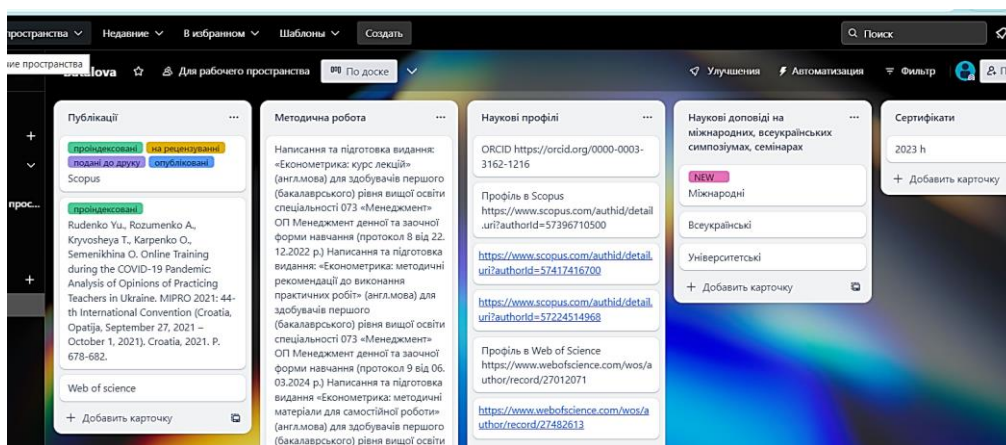 пространства
Недавние
В избранном
Шаблоны
Создать
Поиск
ие пространства
lova
Для рабочего пространства
По доске
Улучшения
Автоматизация
Фильтр
прос...
Публікації
проіндексовані на рецензуванні
подані до друку опубліковані
Scopus
проіндексовані
Rudenko Yu., Rozumenko A.,
Kryvosheya T., Karpenko O.,
Semenikhina O. Online Training
during the COVID-19 Pandemic:
Analysis of Opinions of Practicing
Teachers in Ukraine. MIPRO 2021: 44-
th International Convention (Croatia,
Opatija, September 27, 2021 –
October 1, 2021). Croatia, 2021. P.
678-682.
Web of science
+ Добавить карточку
Методична робота
Написання та підготовка видання:
«Економетрика: курс лекцій»
(англ.мова) для здобувачів першого
(бакалаврського) рівня вищої освіти
спеціальності 073 «Менеджмент»
ОП Менеджмент денної та заочної
форми навчання (протокол 8 від 22.
12.2022 р.) Написання та підготовка
видання: «Економетрика: методичні
рекомендації до виконання
практичних робіт» (англ.мова) для
здобувачів першого
(бакалаврського) рівня вищої освіти
спеціальності 073 «Менеджмент»
ОП Менеджмент денної та заочної
форми навчання (протокол 9 від 06.
03.2024 р.) Написання та підготовка
видання «Економетрика: методичні
матеріали для самостійної роботи»
(англ.мова) для здобувачів першого
(бакалаврського) рівня вищої освіти
Наукові профілі
ORCID https://orcid.org/0000-0003-
3162-1216
Профіль в Scopus
https://www.scopus.com/authid/detail
.uri?authorId=57396710500
https://www.scopus.com/authid/detail.
uri?authorId=57417416700
https://www.scopus.com/authid/detail.
uri?authorId=57224514968
Профіль в Web of Science
https://www.webofscience.com/wos/a
uthor/record/27012071
https://www.webofscience.com/wos/a
uthor/record/27482613
Наукові доповіді на
міжнародних, всеукраїнських
симпозіумах, семінарах
NEW
Міжнародні
Всеукраїнські
Університетські
+ Добавить карточку
Сертифікати
2023 h
+ Добавить карточку